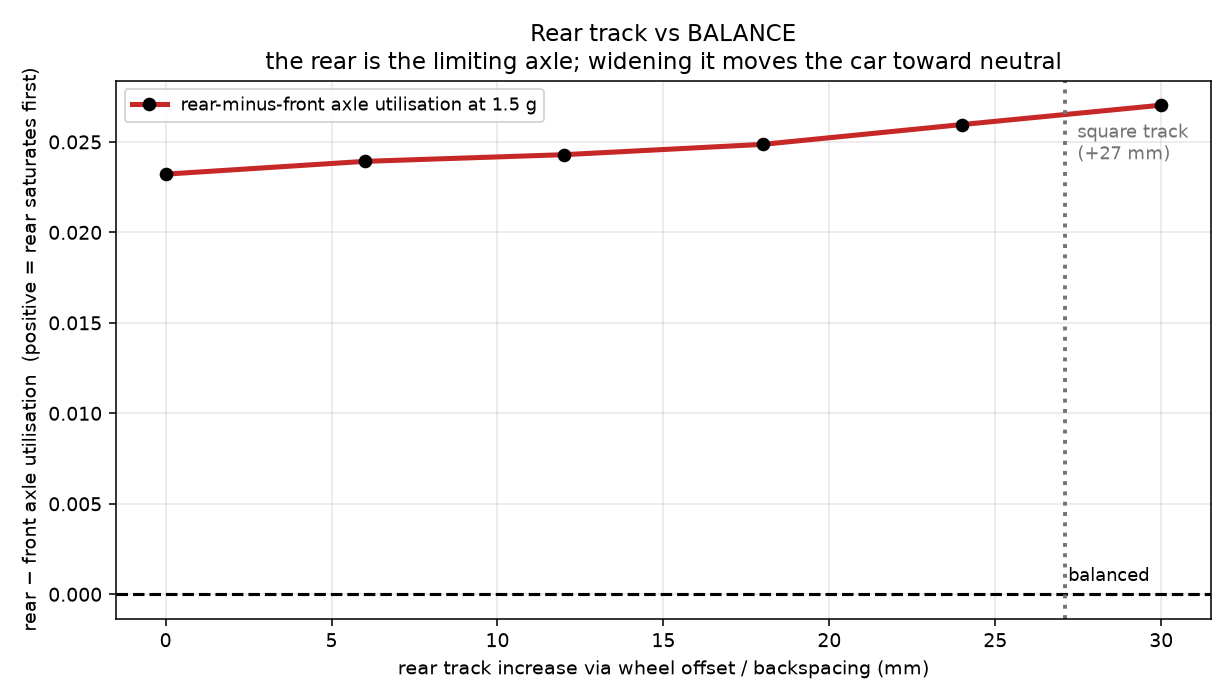 Rear track vs BALANCE
the rear is the limiting axle; widening it moves the car toward neutral
rear-minus-front axle utilisation at 1.5 g
rear − front axle utilisation  (positive = rear saturates first)
0.025
0.020
0.015
0.010
0.005
0.000
square track
(+27 mm)
balanced
0 5 10 15 20 25 30
rear track increase via wheel offset / backspacing (mm)